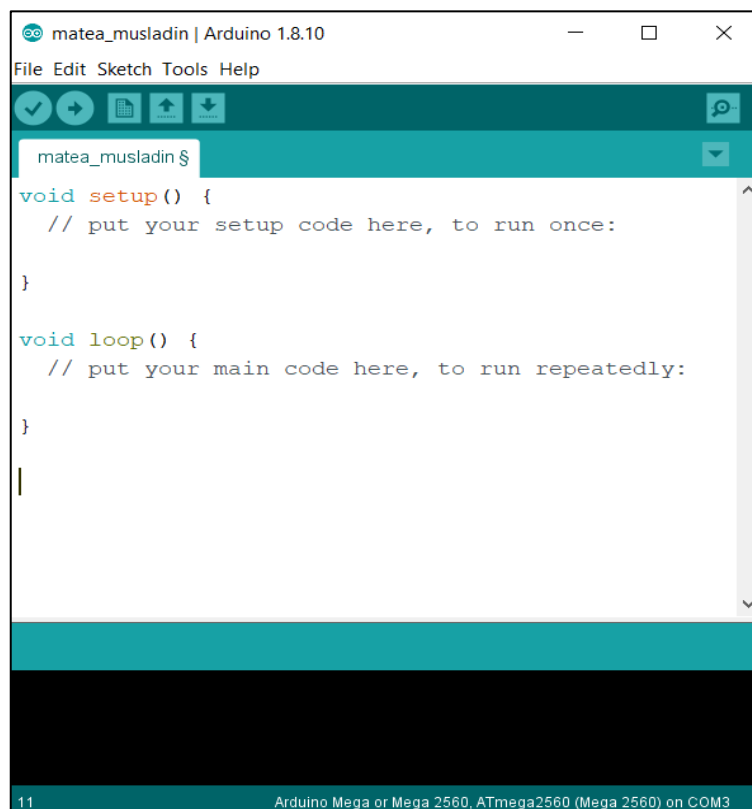 matea_musladin | Arduino 1.8.10
File Edit Sketch Tools Help
matea_musladin §
void setup() {
  // put your setup code here, to run once:
}
void loop() {
  // put your main code here, to run repeatedly:
}
11 Arduino Mega or Mega 2560, ATmega2560 (Mega 2560) on COM3